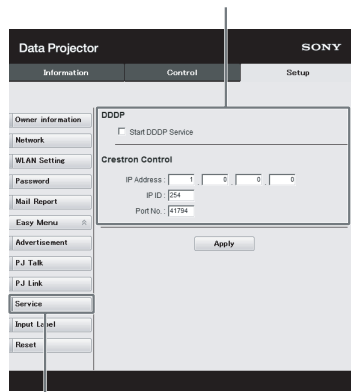 Data Projector
SONY
Information
Control
Setup
Owner information
Network
WLAN Setting
Password
Mail Report
Easy Menu
Advertisement
PJ Talk
PJ Link
Service
Input Label
Reset
DDDP
Start DDDP Service
Crestron Control
IP Address : 1 . 0 . 0 . 0
IP ID : 254
Port No. : 41794
Apply